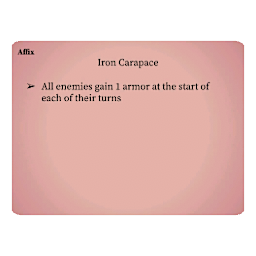 Affix
Iron Carapace
➢ All enemies gain 1 armor at the start of
each of their turns